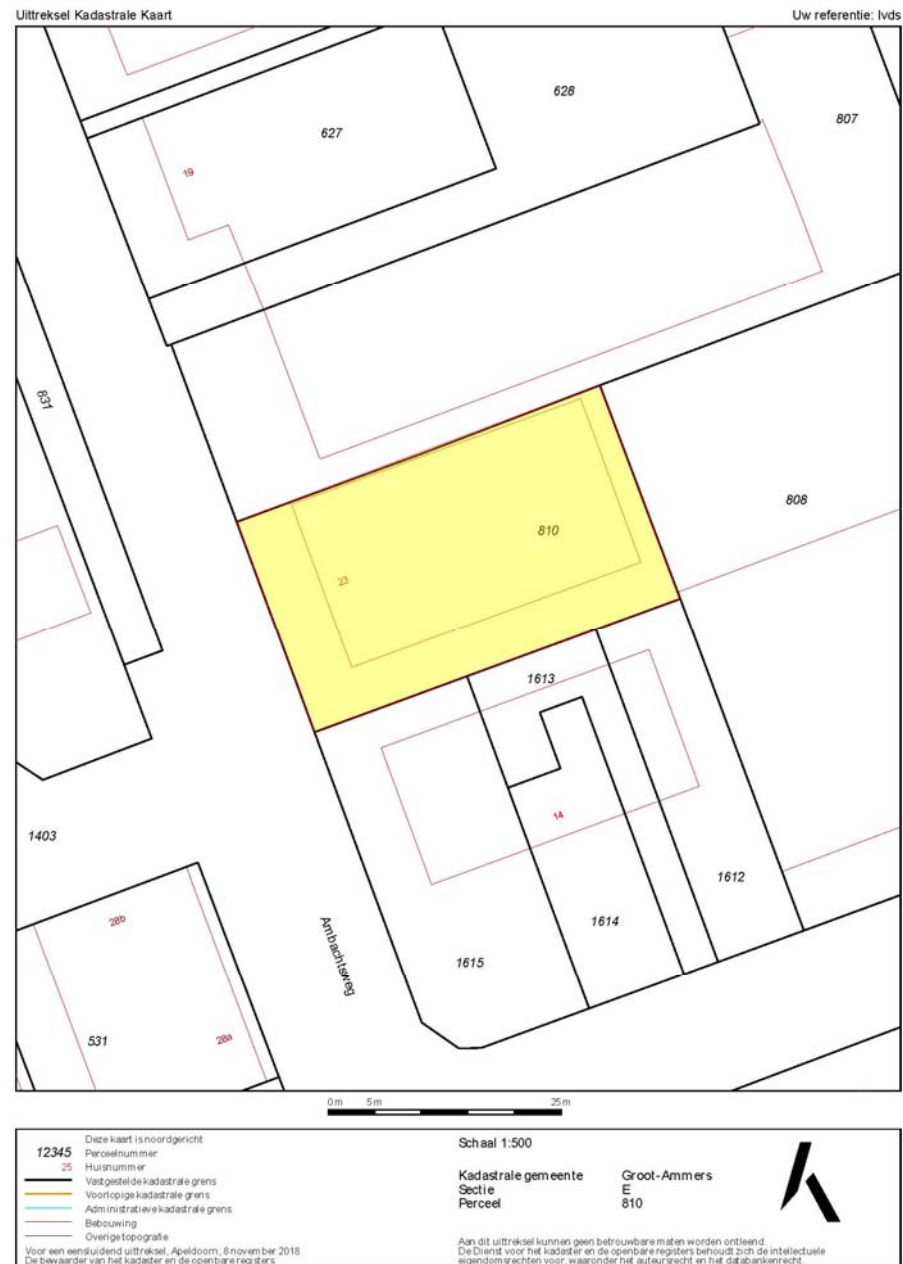 Uittreksel Kadastrale Kaart
Uw referentie: lvds
628
627
807
19
831
808
810
23
1613
14
1403
1612
28b
1614
Ambachtsweg
1615
531
28a
0 m 5 m 25 m
Deze kaart is noordgericht
12345 Perceelnummer
25 Huisnummer
Vastgestelde kadastrale grens
Voorlopige kadastrale grens
Administratieve kadastrale grens
Bebouwing
Overige topografie
Voor een eensluidend uittreksel, Apeldoorn, 8 november 2018
De bewaarder van het kadaster en de openbare registers
Schaal 1:500
Kadastrale gemeente Groot-Ammers
Sectie E
Perceel 810
Aan dit uittreksel kunnen geen betrouwbare maten worden ontleend.
De Dienst voor het kadaster en de openbare registers behoudt zich de intellectuele
eigendomsrechten voor, waaronder het auteursrecht en het databankenrecht.